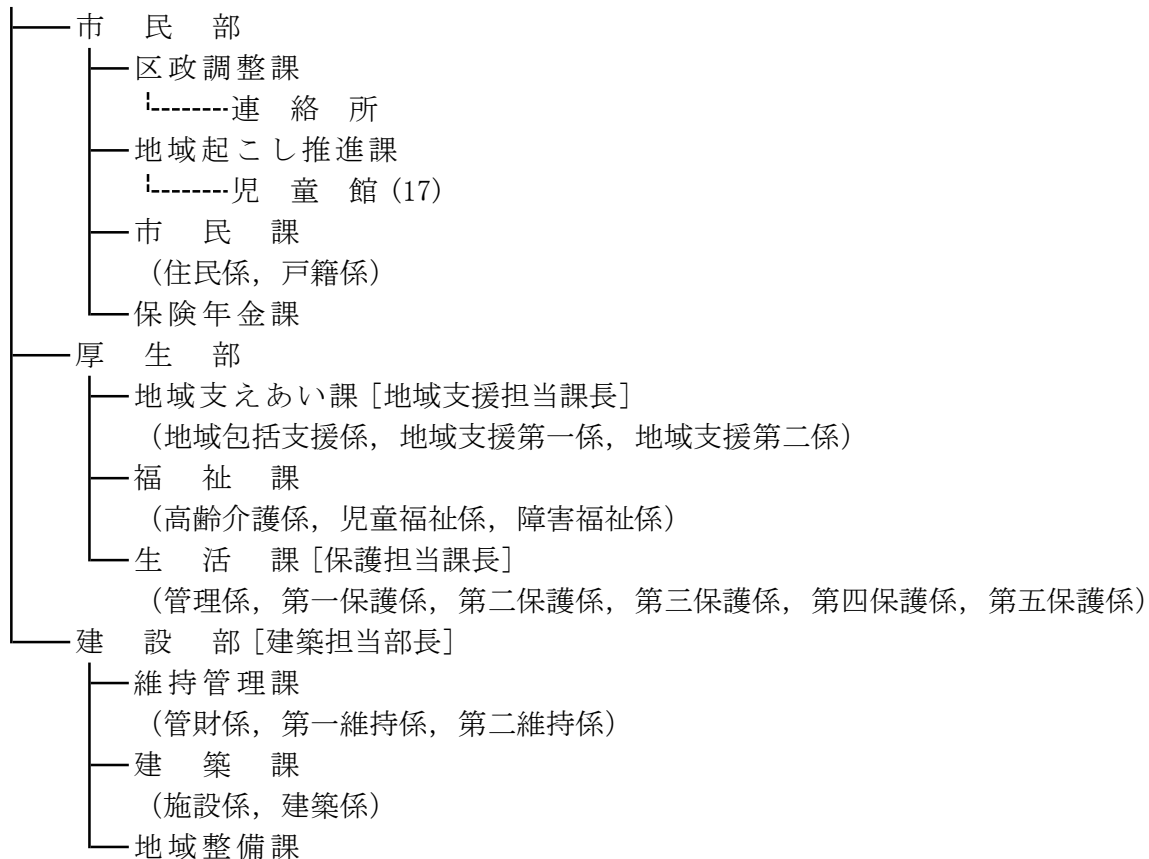 市民部
区政調整課
連絡所
地域起こし推進課
児童館(17)
市民課
（住民係，戸籍係）
保険年金課
厚生部
地域支えあい課[地域支援担当課長]
（地域包括支援係，地域支援第一係，地域支援第二係）
福祉課
（高齢介護係，児童福祉係，障害福祉係）
生活課[保護担当課長]
（管理係，第一保護係，第二保護係，第三保護係，第四保護係，第五保護係）
建設部[建築担当部長]
維持管理課
（管財係，第一維持係，第二維持係）
建築課
（施設係，建築係）
地域整備課